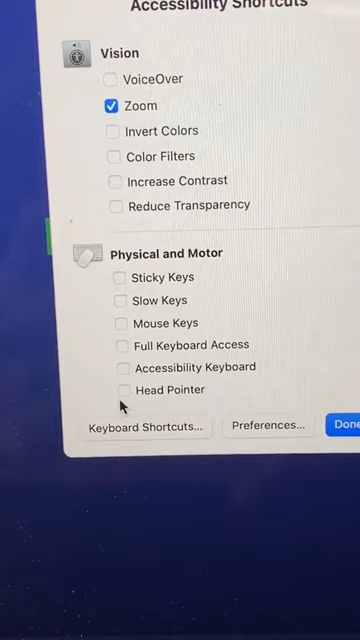 Accessibility Shortcuts
Vision
VoiceOver
Zoom
Invert Colors
Color Filters
Increase Contrast
Reduce Transparency
Physical and Motor
Sticky Keys
Slow Keys
Mouse Keys
Full Keyboard Access
Accessibility Keyboard
Head Pointer
Keyboard Shortcuts...
Preferences...
Done